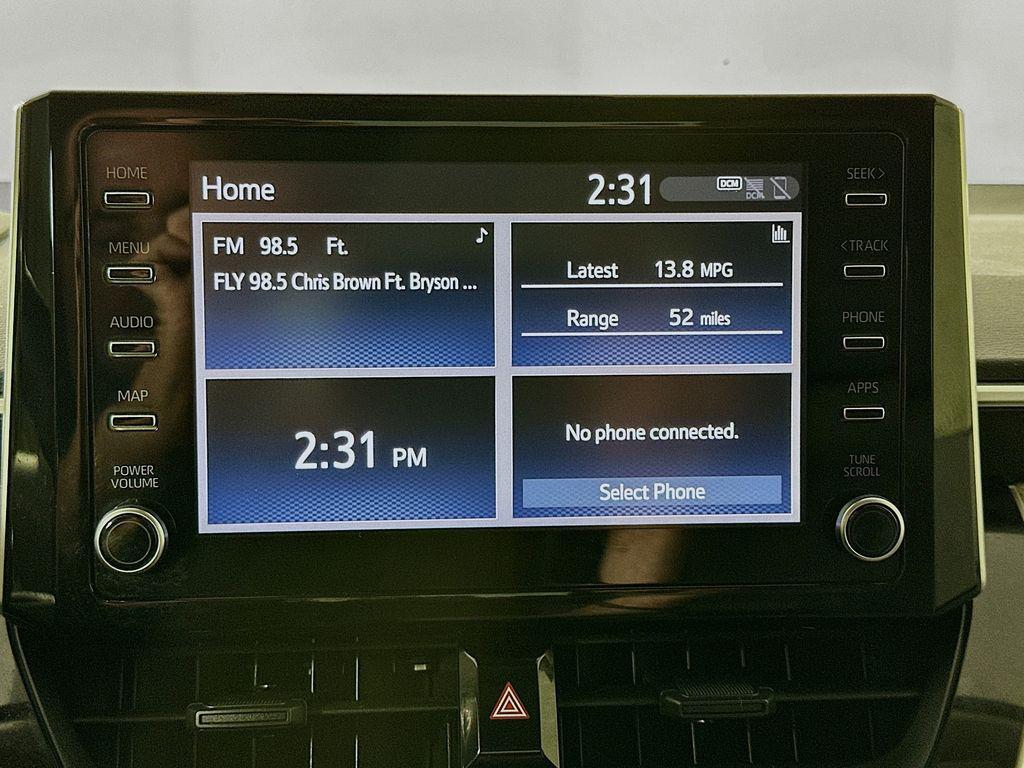 HOME
MENU
AUDIO
MAP
POWER
VOLUME
Home
2:31
DCM
DCM
FM 98.5 Ft.
FLY 98.5 Chris Brown Ft. Bryson ...
Latest 13.8 MPG
Range 52 miles
2:31 PM
No phone connected.
Select Phone
SEEK >
< TRACK
PHONE
APPS
TUNE
SCROLL